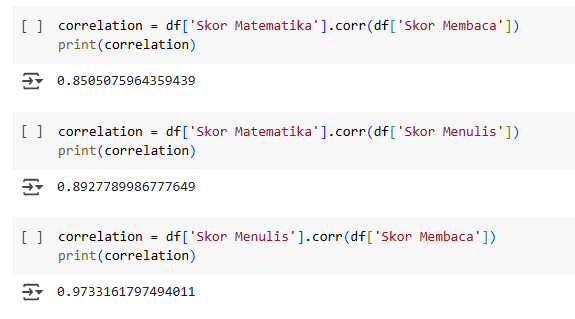 [ ] correlation = df['Skor Matematika'].corr(df['Skor Membaca'])
print(correlation)
0.8505075964359439
[ ] correlation = df['Skor Matematika'].corr(df['Skor Menulis'])
print(correlation)
0.8927789986777649
[ ] correlation = df['Skor Menulis'].corr(df['Skor Membaca'])
print(correlation)
0.9733161797494011